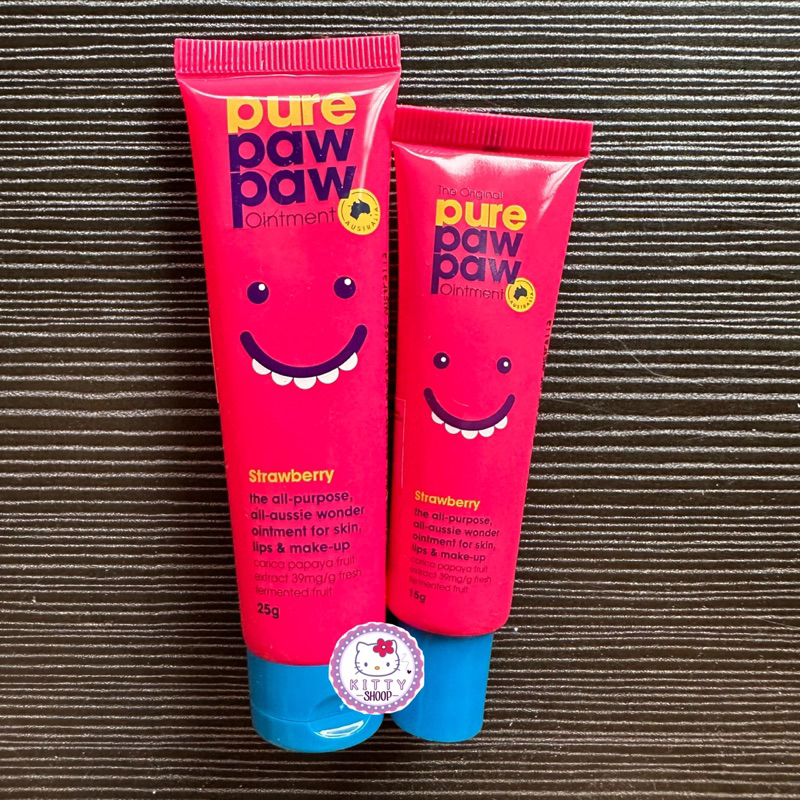 pure
paw
paw
Ointment
AUSTRALIA
Strawberry
the all-purpose,
all-aussie wonder
ointment for skin,
lips & make-up
carica papaya fruit
extract 39mg/g fresh
fermented fruit
25g
The Original
pure
paw
paw
Ointment
AUSTRALIA
Strawberry
the all-purpose,
all-aussie wonder
ointment for skin,
lips & make-up
carica papaya fruit
extract 39mg/g fresh
fermented fruit
15g
KITTY
SHOOP